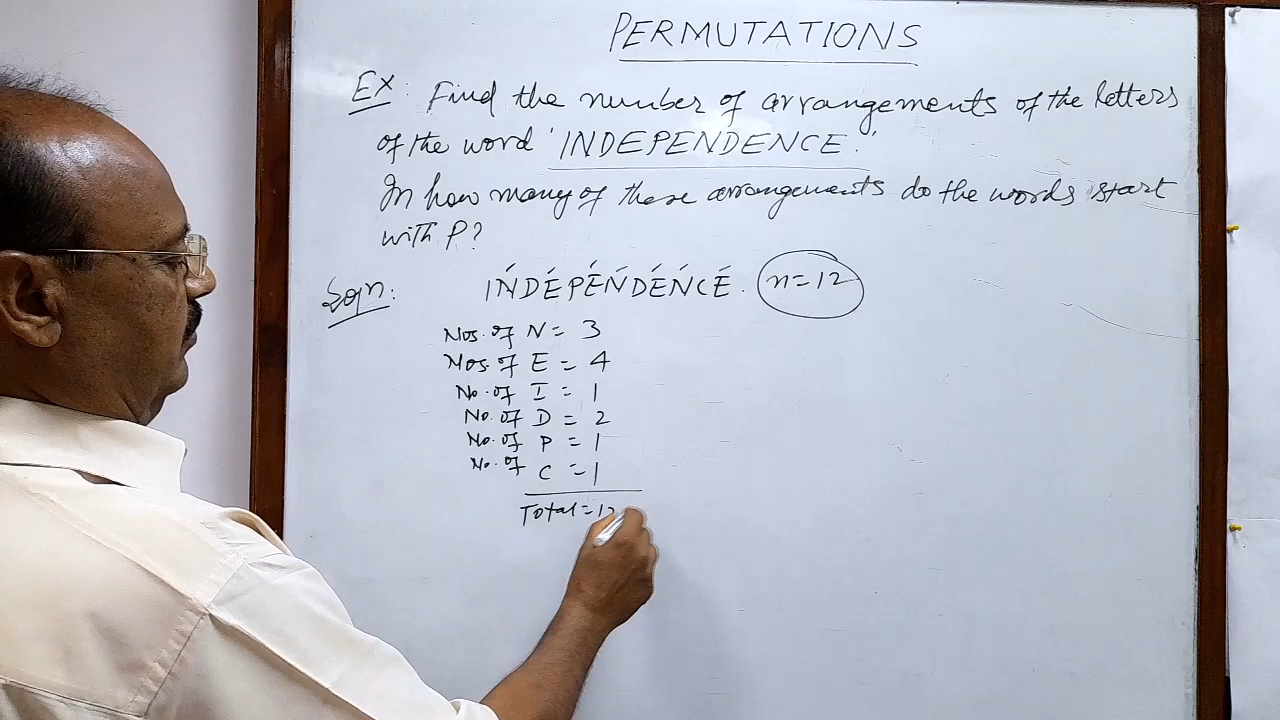 PERMUTATIONS
Ex: Find the number of arrangements of the letters
of the word 'INDEPENDENCE.'
In how many of these arrangements do the words start
with P?
Soln: INDEPENDENCE. n=12
Nos. of N = 3
Nos. of E = 4
No. of I = 1
No. of D = 2
No. of P = 1
No. of C = 1
Total = 12